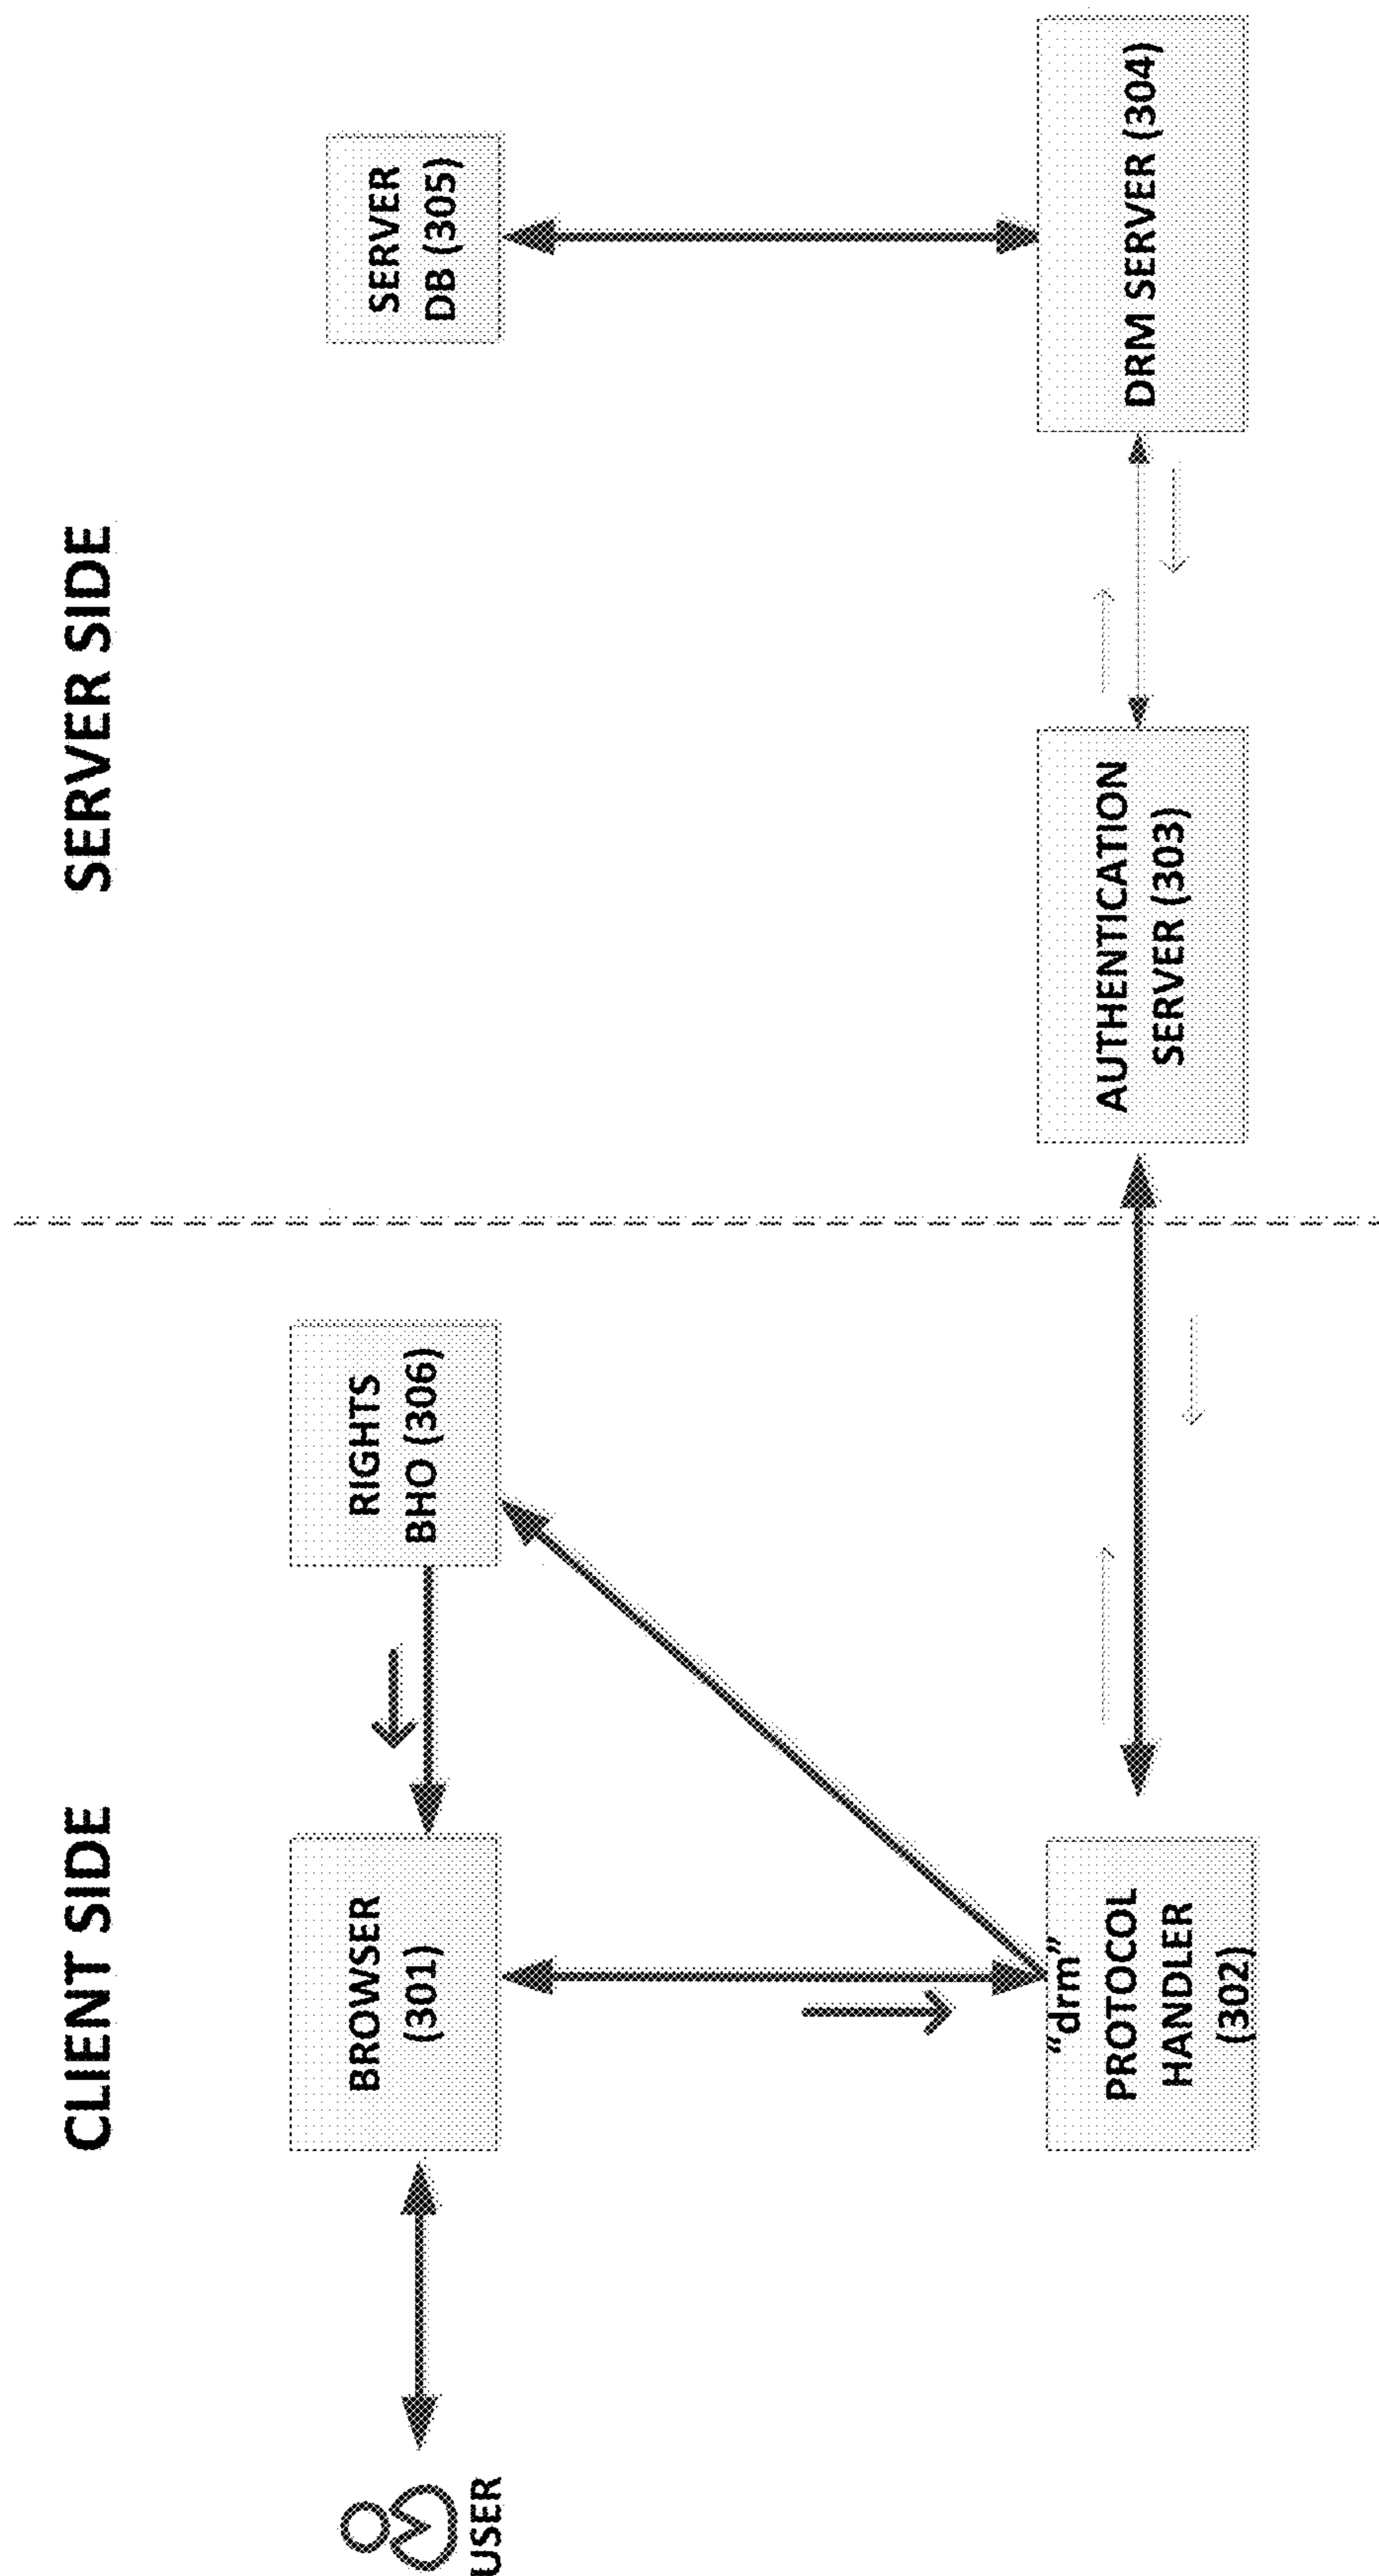 CLIENT SIDE
SERVER SIDE
USER
BROWSER
(301)
RIGHTS
BHO (306)
SERVER
DB (305)
“drm”
PROTOCOL
HANDLER
(302)
AUTHENTICATION
SERVER (303)
DRM SERVER (304)